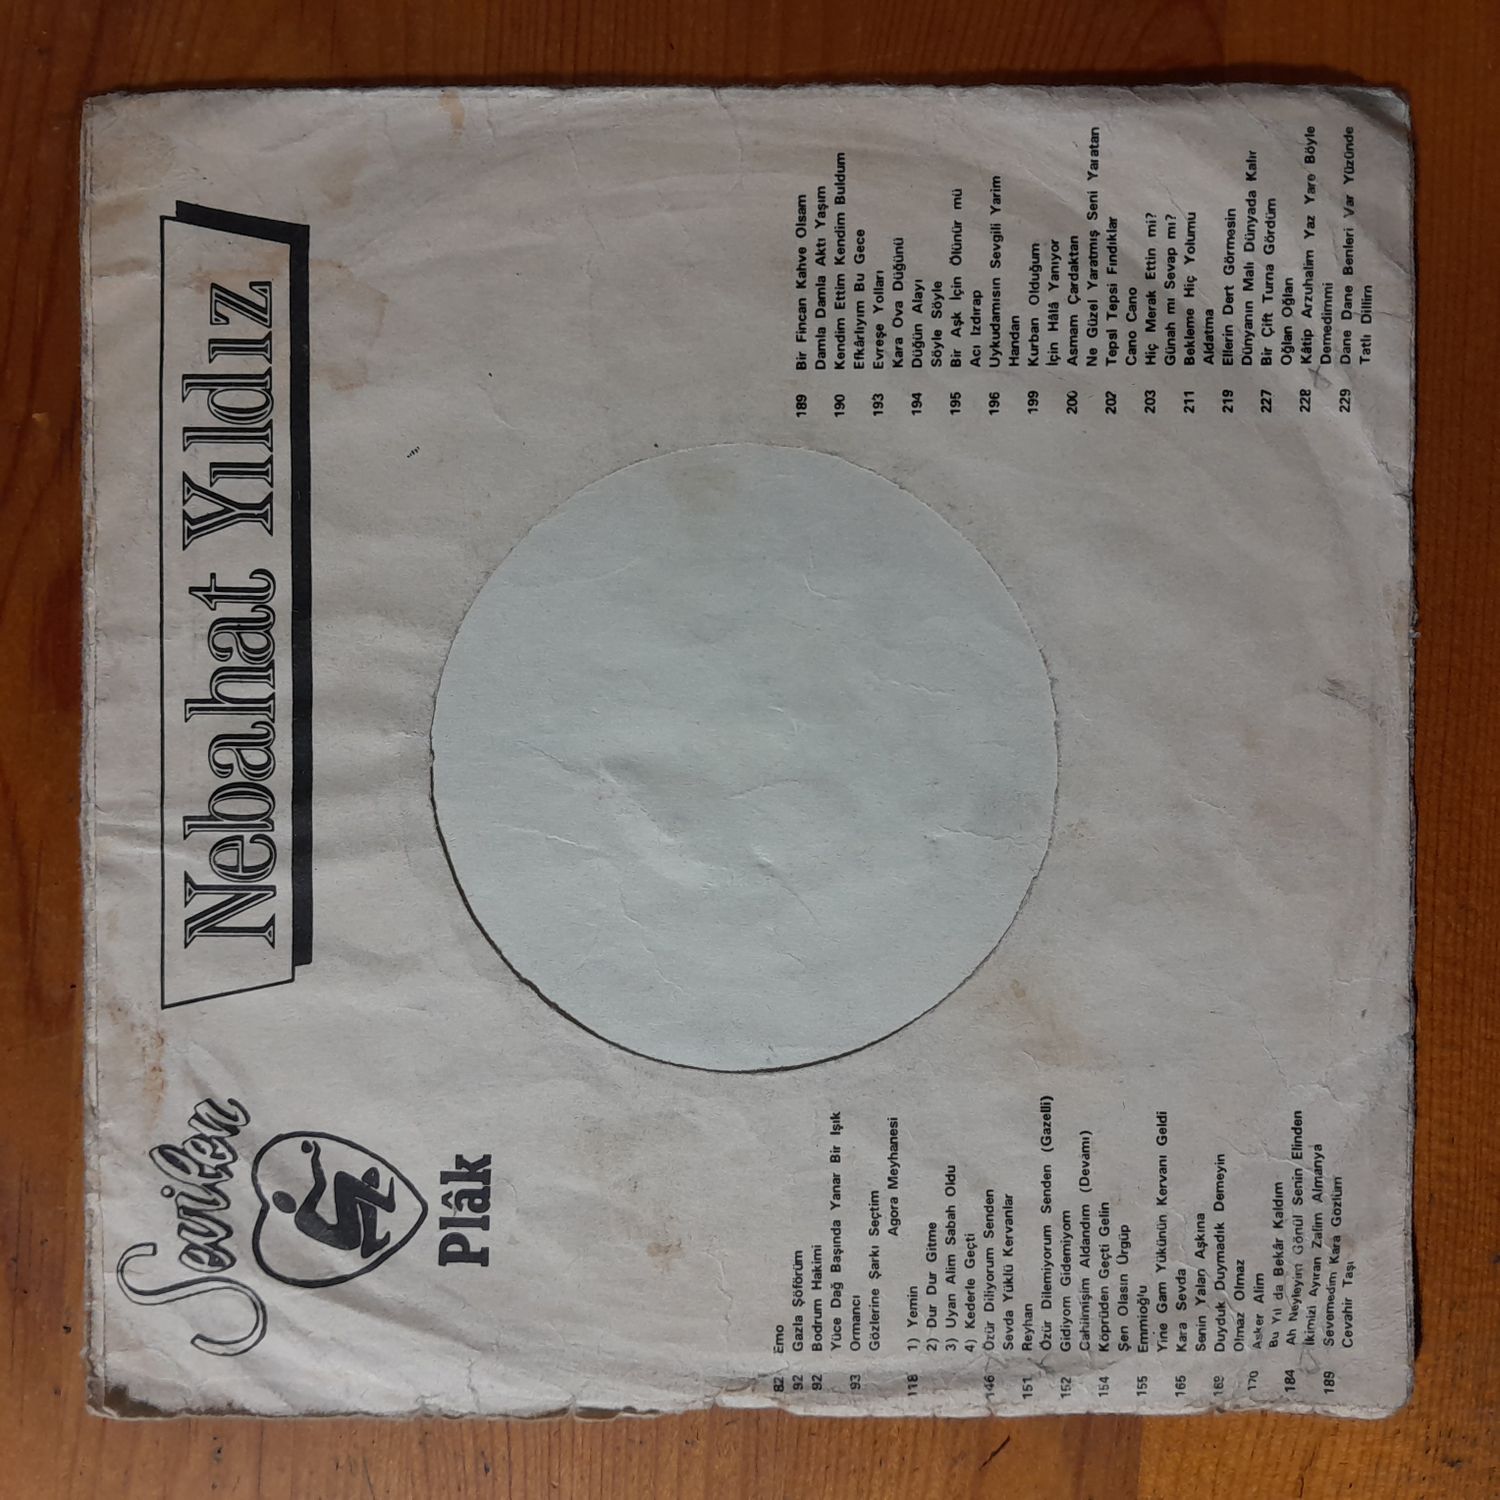 Sevilen
Plâk
Nebahat Yıldız
82 Emo
92 Gazla Şöförüm
92 Bodrum Hakimi
Yüce Dağ Başında Yanar Bir Işık
93 Ormancı
Gözlerine Şarkı Seçtim
Agora Meyhanesi
118 1) Yemin
2) Dur Dur Gitme
3) Uyan Alim Sabah Oldu
4) Kederle Geçti
146 Özür Diliyorum Senden
Sevda Yüklü Kervanlar
151 Reyhan
Özür Dilemiyorum Senden (Gazelli)
152 Gidiyom Gidemiyom
Cahilmişim Aldandım (Devamı)
154 Köprüden Geçti Gelin
Şen Olasın Ürgüp
155 Emmioğlu
Yine Gam Yükünün Kervanı Geldi
165 Kara Sevda
Senin Yalan Aşkına
169 Duyduk Duymadık Demeyin
Olmaz Olmaz
170 Asker Alim
Bu Yıl da Bekâr Kaldım
184 Ah Neyleyim Gönül Senin Elinden
İkimizi Ayıran Zalim Almanya
189 Sevemedim Kara Gözlüm
Cevahir Taşı
189 Bir Fincan Kahve Olsam
Damla Damla Aktı Yaşım
190 Kendim Ettim Kendim Buldum
Efkârlıyım Bu Gece
193 Evreşe Yolları
Kara Ova Düğünü
194 Düğün Alayı
Söyle Söyle
195 Bir Aşk İçin Ölünür mü
Acı Izdırap
196 Uykudamısın Sevgili Yarim
Handan
199 Kurban Olduğum
İçin Hâlâ Yanıyor
200 Asmam Çardaktan
Ne Güzel Yaratmış Seni Yaratan
202 Tepsi Tepsi Fındıklar
Cano Cano
203 Hiç Merak Ettin mi?
Günah mı Sevap mı?
211 Bekleme Hiç Yolumu
Aldatma
219 Ellerin Dert Görmesin
Dünyanın Malı Dünyada Kalır
227 Bir Çift Turna Gördüm
Oğlan Oğlan
228 Kâtip Arzuhalim Yaz Yare Böyle
Demedimmi
229 Dane Dane Benleri Var Yüzünde
Tatlı Dillim